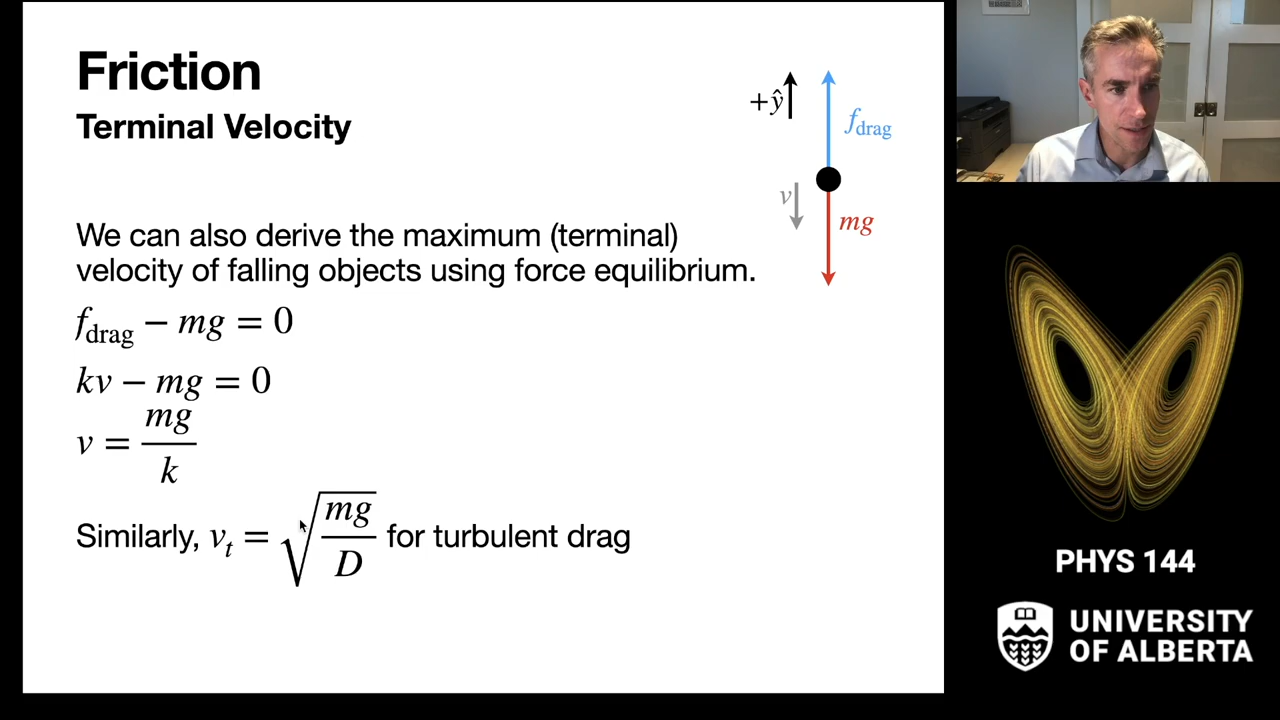 Friction
Terminal Velocity
+ŷ
f_drag
v
mg
We can also derive the maximum (terminal)
velocity of falling objects using force equilibrium.
f_drag − mg = 0
kv − mg = 0
v = mg/k
Similarly, v_t = √(mg/D) for turbulent drag
PHYS 144
UNIVERSITY
OF ALBERTA